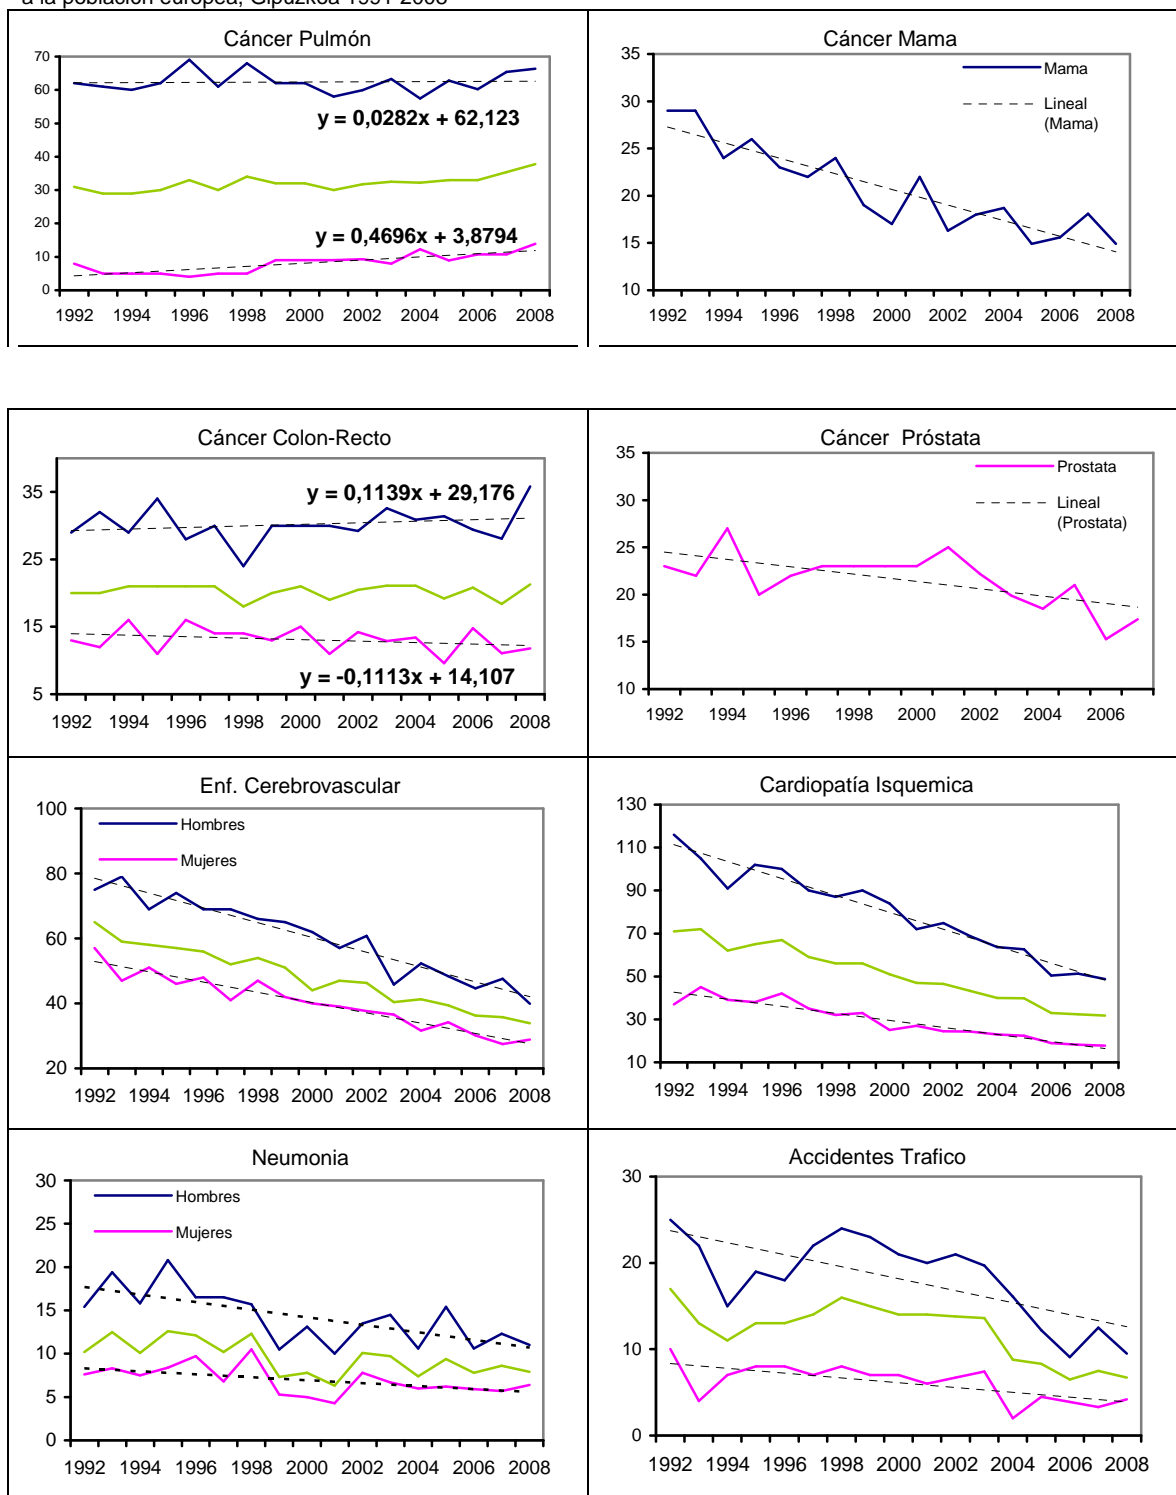 a la población europea, Gipuzkoa 1991-2008
Cáncer Pulmón
70
60
50
40
30
20
10
0
y = 0,0282x + 62,123
y = 0,4696x + 3,8794
1992 1994 1996 1998 2000 2002 2004 2006 2008
Cáncer Mama
35
30
25
20
15
10
Mama
Lineal
(Mama)
1992 1994 1996 1998 2000 2002 2004 2006 2008
Cáncer Colon-Recto
35
25
15
5
y = 0,1139x + 29,176
y = -0,1113x + 14,107
1992 1994 1996 1998 2000 2002 2004 2006 2008
Cáncer Próstata
35
30
25
20
15
10
Prostata
Lineal
(Prostata)
1992 1994 1996 1998 2000 2002 2004 2006
Enf. Cerebrovascular
100
80
60
40
20
Hombres
Mujeres
1992 1994 1996 1998 2000 2002 2004 2006 2008
Cardiopatía Isquemica
130
110
90
70
50
30
10
1992 1994 1996 1998 2000 2002 2004 2006 2008
Neumonia
30
25
20
15
10
5
0
Hombres
Mujeres
1992 1994 1996 1998 2000 2002 2004 2006 2008
Accidentes Trafico
30
20
10
0
1992 1994 1996 1998 2000 2002 2004 2006 2008